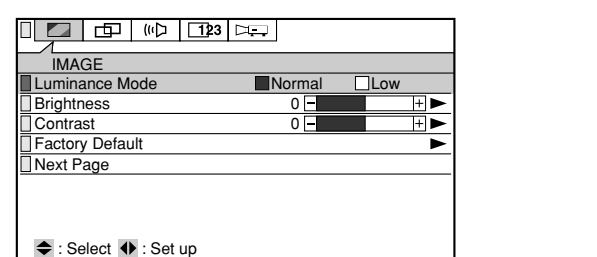 123
IMAGE
Luminance Mode Normal Low
Brightness 0 - +
Contrast 0 - +
Factory Default
Next Page
: Select : Set up